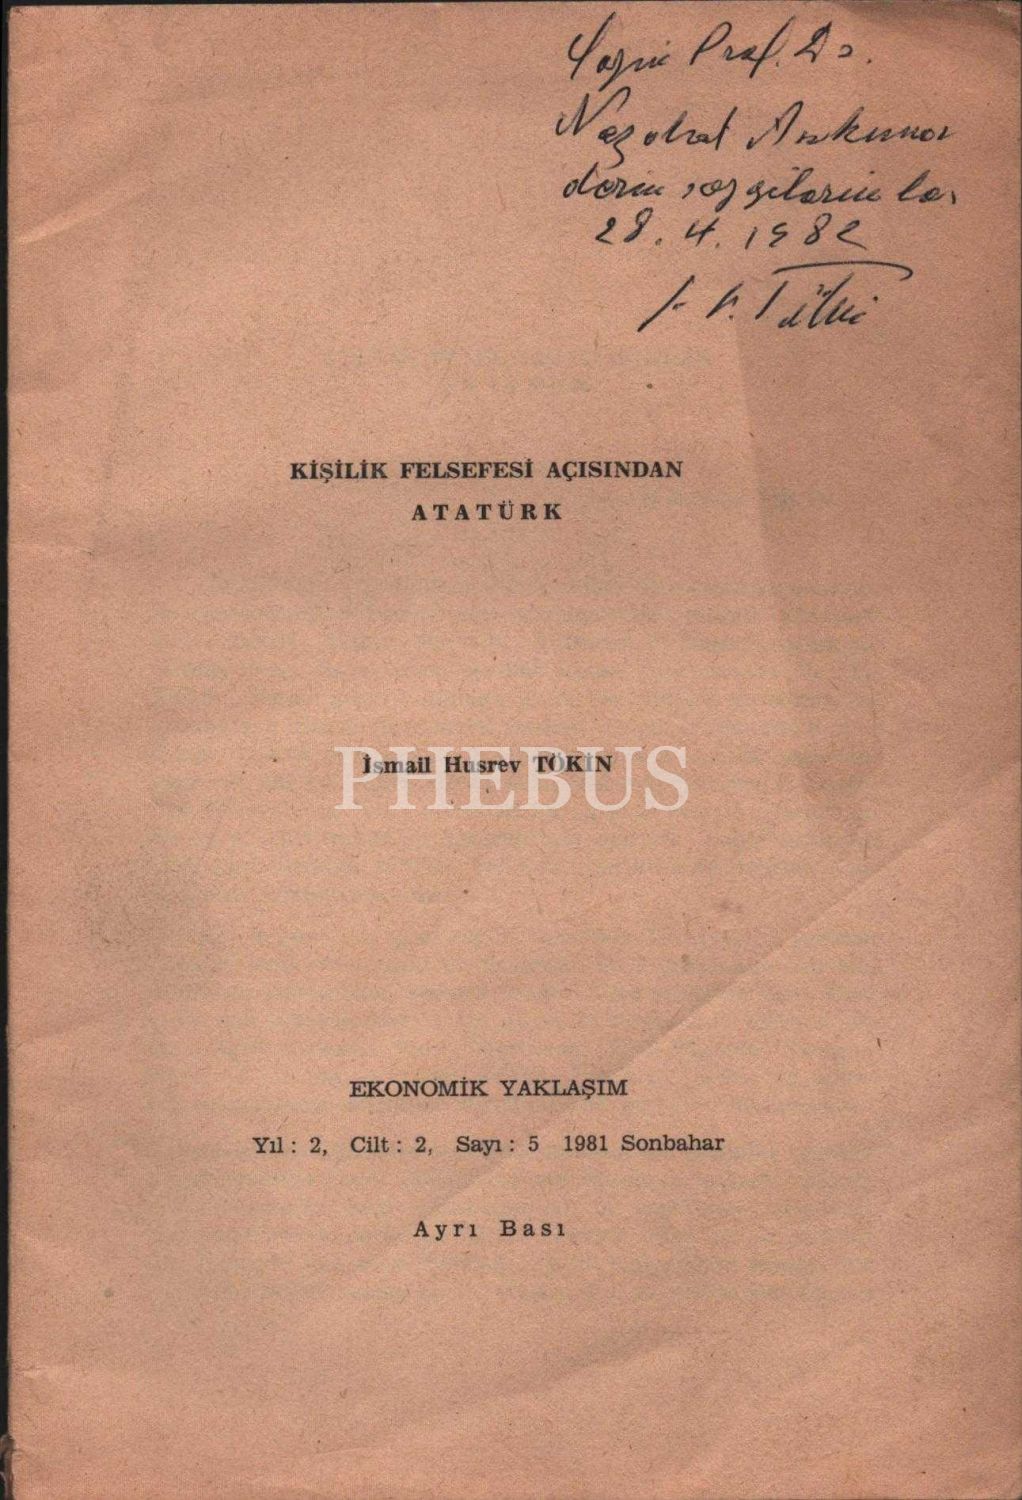 Sayın Prof. Dr.
Nezahat Arkun'a
derin saygılarımla,
28.4.1982
KİŞİLİK FELSEFESİ AÇISINDAN
ATATÜRK
İsmail Husrev TÖKİN
PHEBUS
EKONOMİK YAKLAŞIM
Yıl : 2, Cilt : 2, Sayı : 5 1981 Sonbahar
Ayrı Bası